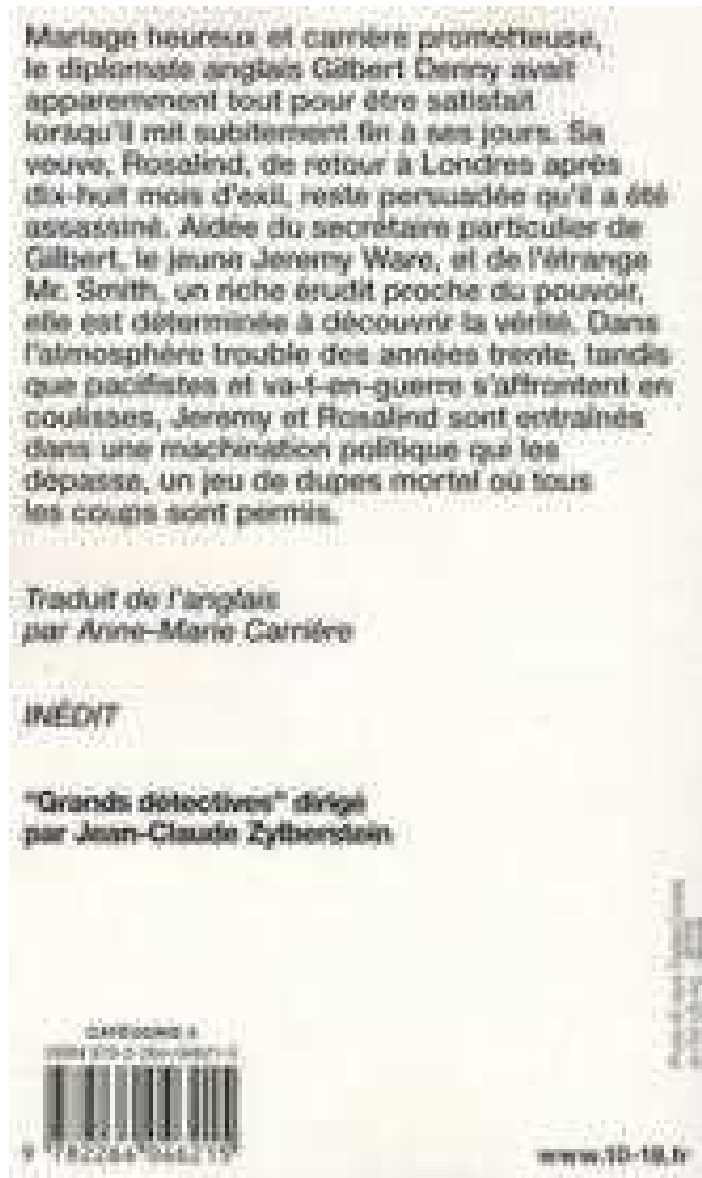 Mariage heureux et carrière prometteuse,
le diplomate anglais Gilbert Denny avait
apparemment tout pour être satisfait
lorsqu'il mit subitement fin à ses jours. Sa
veuve, Rosalind, de retour à Londres après
dix-huit mois d'exil, reste persuadée qu'il a été
assassiné. Aidée du secrétaire particulier de
Gilbert, le jeune Jeremy Ware, et de l'étrange
Mr. Smith, un riche érudit proche du pouvoir,
elle est déterminée à découvrir la vérité. Dans
l'atmosphère trouble des années trente, tandis
que pacifistes et va-t-en-guerre s'affrontent en
coulisses, Jeremy et Rosalind sont entraînés
dans une machination politique qui les
dépasse, un jeu de dupes mortel où tous
les coups sont permis.
Traduit de l'anglais
par Anne-Marie Carrière
INÉDIT
"Grands détectives" dirigé
par Jean-Claude Zylberstein
CATÉGORIE
www.10-18.fr